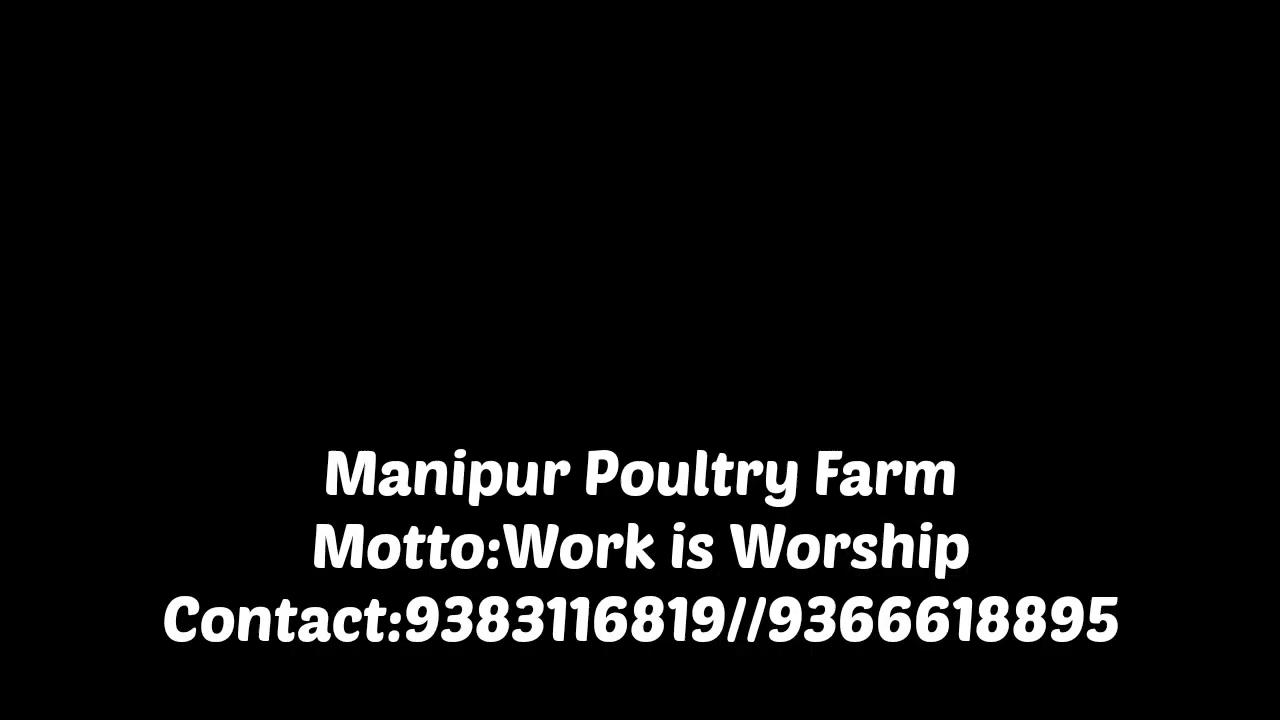 Manipur Poultry Farm
Motto:Work is Worship
Contact:9383116819//9366618895